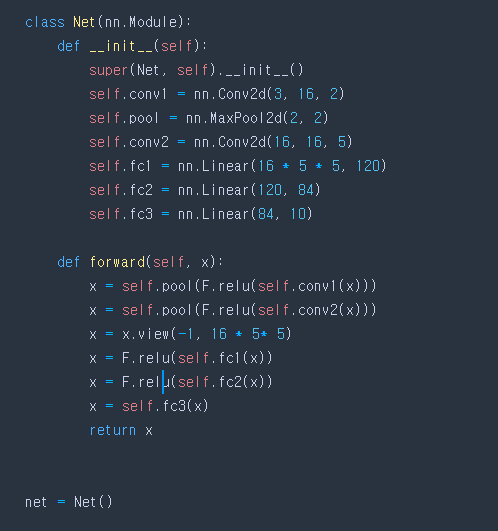 class Net(nn.Module):
    def __init__(self):
        super(Net, self).__init__()
        self.conv1 = nn.Conv2d(3, 16, 2)
        self.pool = nn.MaxPool2d(2, 2)
        self.conv2 = nn.Conv2d(16, 16, 5)
        self.fc1 = nn.Linear(16 * 5 * 5, 120)
        self.fc2 = nn.Linear(120, 84)
        self.fc3 = nn.Linear(84, 10)

    def forward(self, x):
        x = self.pool(F.relu(self.conv1(x)))
        x = self.pool(F.relu(self.conv2(x)))
        x = x.view(-1, 16 * 5* 5)
        x = F.relu(self.fc1(x))
        x = F.relu(self.fc2(x))
        x = self.fc3(x)
        return x


net = Net()